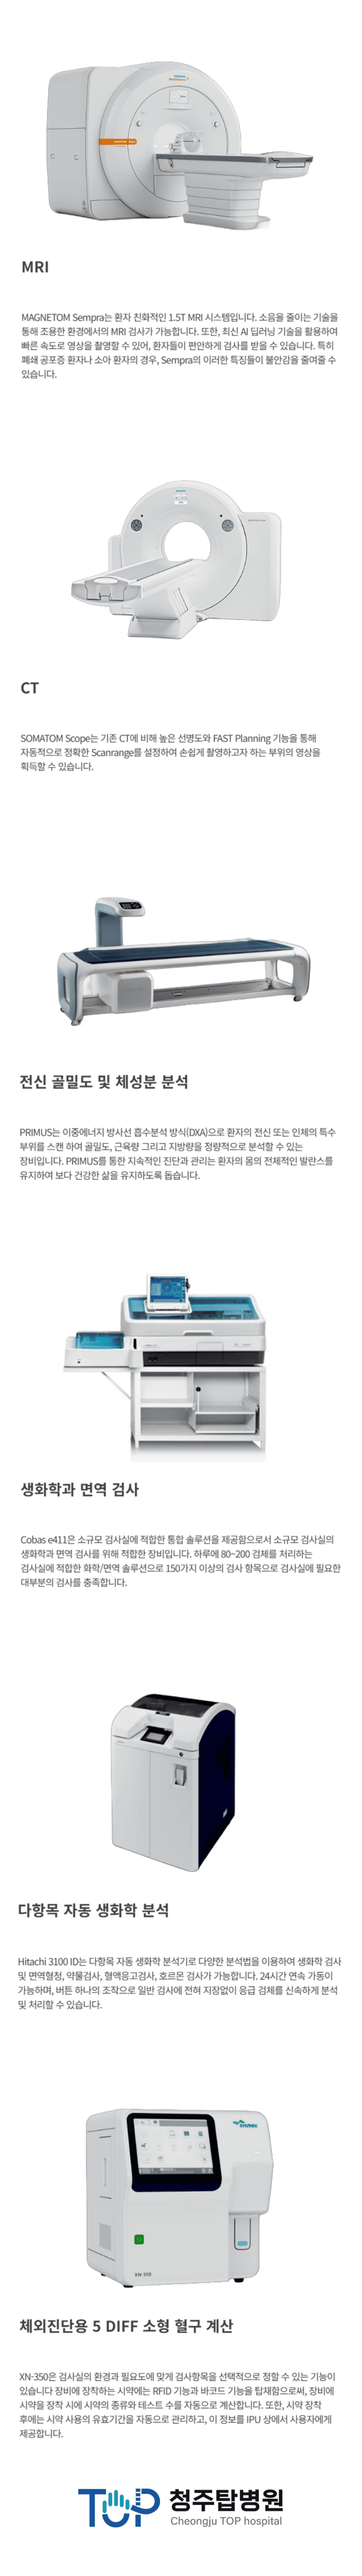 MRI
MAGNETOM Sempra는 환자 친화적인 1.5T MRI 시스템입니다. 소음을 줄이는 기술을
통해 조용한 환경에서의 MRI 검사가 가능합니다. 또한, 최신 AI 딥러닝 기술을 활용하여
빠른 속도로 영상을 촬영할 수 있어, 환자들이 편안하게 검사를 받을 수 있습니다. 특히
폐쇄 공포증 환자나 소아 환자의 경우, Sempra의 이러한 특징들이 불안감을 줄여줄 수
있습니다.
CT
SOMATOM Scope는 기존 CT에 비해 높은 선명도와 FAST Planning 기능을 통해
자동적으로 정확한 Scanrange를 설정하여 손쉽게 촬영하고자 하는 부위의 영상을
획득할 수 있습니다.
전신 골밀도 및 체성분 분석
PRIMUS는 이중에너지 방사선 흡수분석 방식(DXA)으로 환자의 전신 또는 인체의 특수
부위를 스캔 하여 골밀도, 근육량 그리고 지방량을 정량적으로 분석할 수 있는
장비입니다. PRIMUS를 통한 지속적인 진단과 관리는 환자의 몸의 전체적인 발란스를
유지하여 보다 건강한 삶을 유지하도록 돕습니다.
생화학과 면역 검사
Cobas e411은 소규모 검사실에 적합한 통합 솔루션을 제공함으로서 소규모 검사실의
생화학과 면역 검사를 위해 적합한 장비입니다. 하루에 80~200 검체를 처리하는
검사실에 적합한 화학/면역 솔루션으로 150가지 이상의 검사 항목으로 검사실에 필요한
대부분의 검사를 충족합니다.
다항목 자동 생화학 분석
Hitachi 3100 ID는 다항목 자동 생화학 분석기로 다양한 분석법을 이용하여 생화학 검사
및 면역혈청, 약물검사, 혈액응고검사, 호르몬 검사가 가능합니다. 24시간 연속 가동이
가능하며, 버튼 하나의 조작으로 일반 검사에 전혀 지장없이 응급 검체를 신속하게 분석
및 처리할 수 있습니다.
sysmex
XN-350
체외진단용 5 DIFF 소형 혈구 계산
XN-350은 검사실의 환경과 필요도에 맞게 검사항목을 선택적으로 정할 수 있는 기능이
있습니다 장비에 장착하는 시약에는 RFID 기능과 바코드 기능을 탑재함으로써, 장비에
시약을 장착 시에 시약의 종류와 테스트 수를 자동으로 계산합니다. 또한, 시약 장착
후에는 시약 사용의 유효기간을 자동으로 관리하고, 이 정보를 IPU 상에서 사용자에게
제공합니다.
TOP 청주탑병원
Cheongju TOP hospital